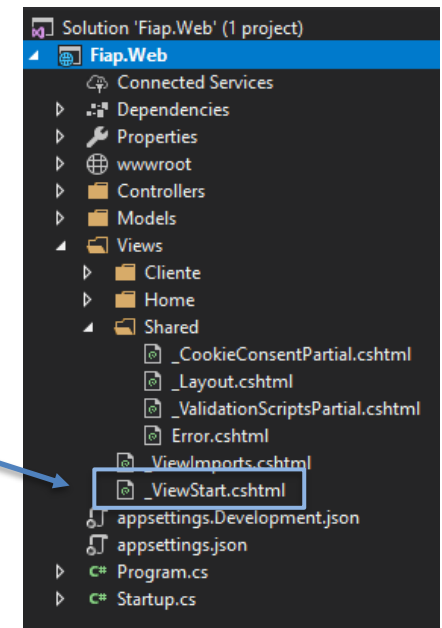 Solution 'Fiap.Web' (1 project)
Fiap.Web
Connected Services
Dependencies
Properties
wwwroot
Controllers
Models
Views
Cliente
Home
Shared
_CookieConsentPartial.cshtml
_Layout.cshtml
_ValidationScriptsPartial.cshtml
Error.cshtml
_ViewImports.cshtml
_ViewStart.cshtml
appsettings.Development.json
appsettings.json
C# Program.cs
C# Startup.cs